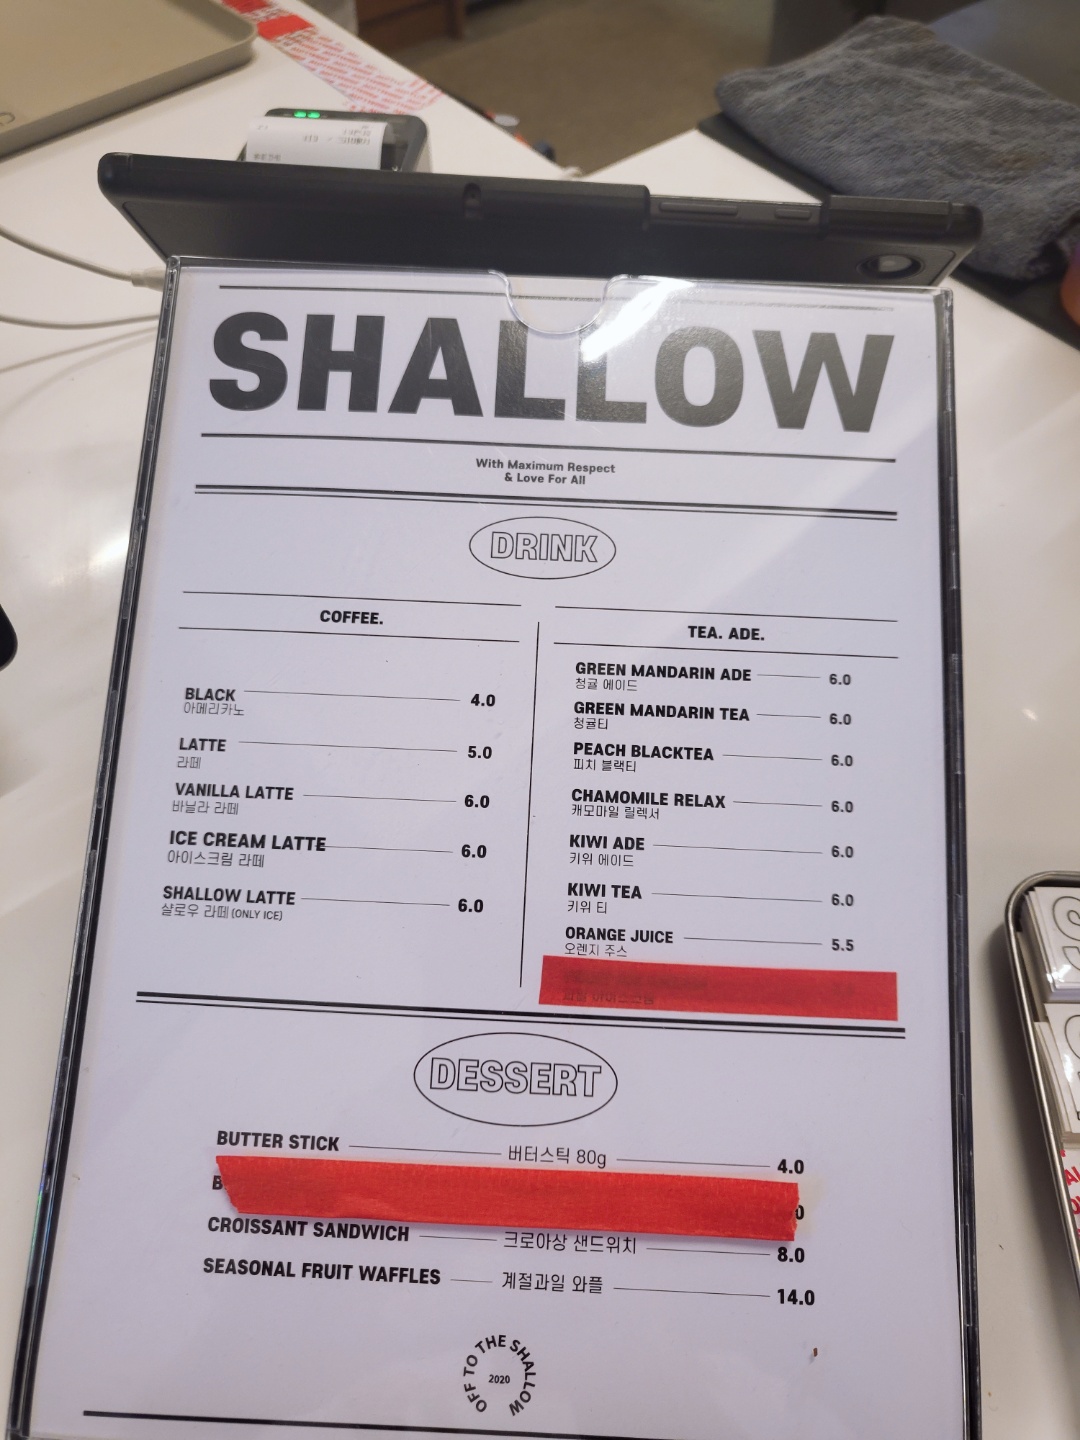 SHALLOW
With Maximum Respect
& Love For All
DRINK
COFFEE.
BLACK 4.0
아메리카노
LATTE 5.0
라떼
VANILLA LATTE 6.0
바닐라 라떼
ICE CREAM LATTE 6.0
아이스크림 라떼
SHALLOW LATTE 6.0
샬로우 라떼 (ONLY ICE)
TEA. ADE.
GREEN MANDARIN ADE 6.0
청귤 에이드
GREEN MANDARIN TEA 6.0
청귤티
PEACH BLACKTEA 6.0
피치 블랙티
CHAMOMILE RELAX 6.0
캐모마일 릴렉서
KIWI ADE 6.0
키위 에이드
KIWI TEA 6.0
키위 티
ORANGE JUICE 5.5
오렌지 주스
DESSERT
BUTTER STICK 버터스틱 80g 4.0
CROISSANT SANDWICH 크로아상 샌드위치 8.0
SEASONAL FRUIT WAFFLES 계절과일 와플 14.0
OFF TO THE SHALLOW
2020